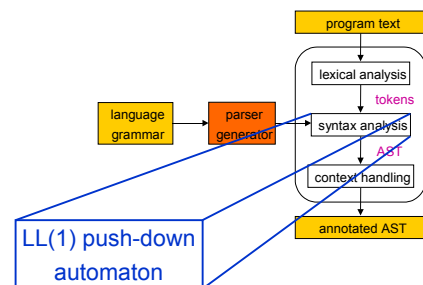 program text
lexical analysis
tokens
language
grammar
parser
generator
syntax analysis
AST
context handling
LL(1) push-down
automaton
annotated AST